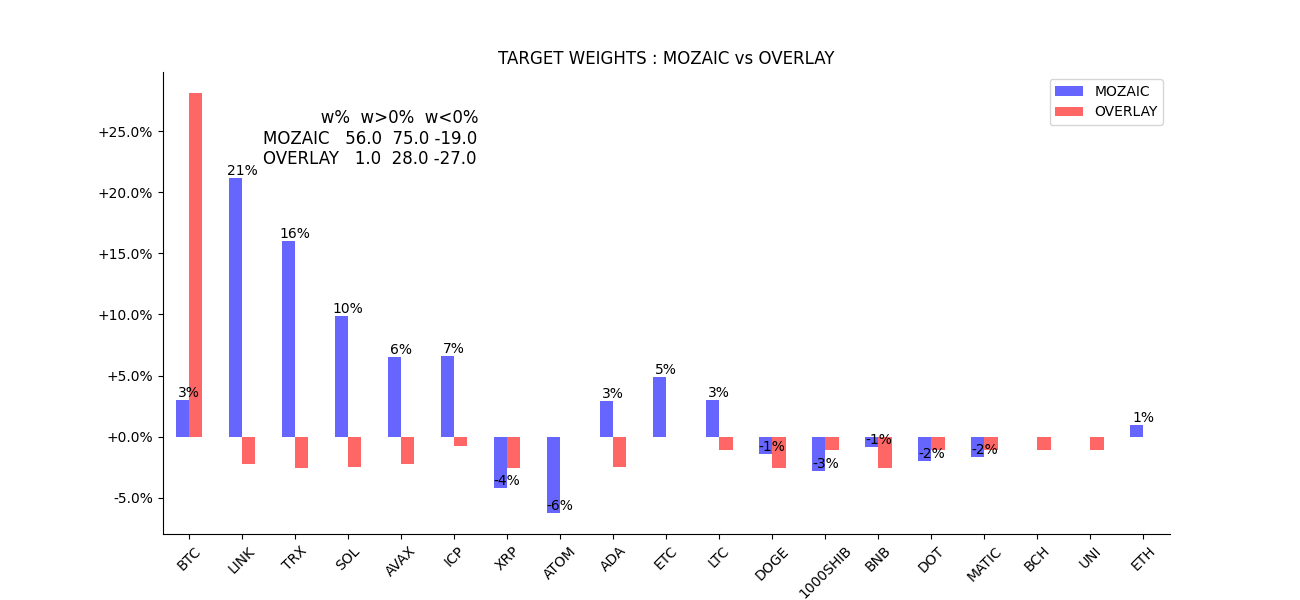 TARGET WEIGHTS : MOZAIC vs OVERLAY
MOZAIC
OVERLAY
w% w>0% w<0%
MOZAIC 56.0 75.0 -19.0
OVERLAY 1.0 28.0 -27.0
+25.0%
+20.0%
+15.0%
+10.0%
+5.0%
+0.0%
-5.0%
3%
21%
16%
10%
6%
7%
-4%
-6%
3%
5%
3%
-1%
-3%
-1%
-2%
-2%
1%
BTC
LINK
TRX
SOL
AVAX
ICP
XRP
ATOM
ADA
ETC
LTC
DOGE
1000SHIB
BNB
DOT
MATIC
BCH
UNI
ETH